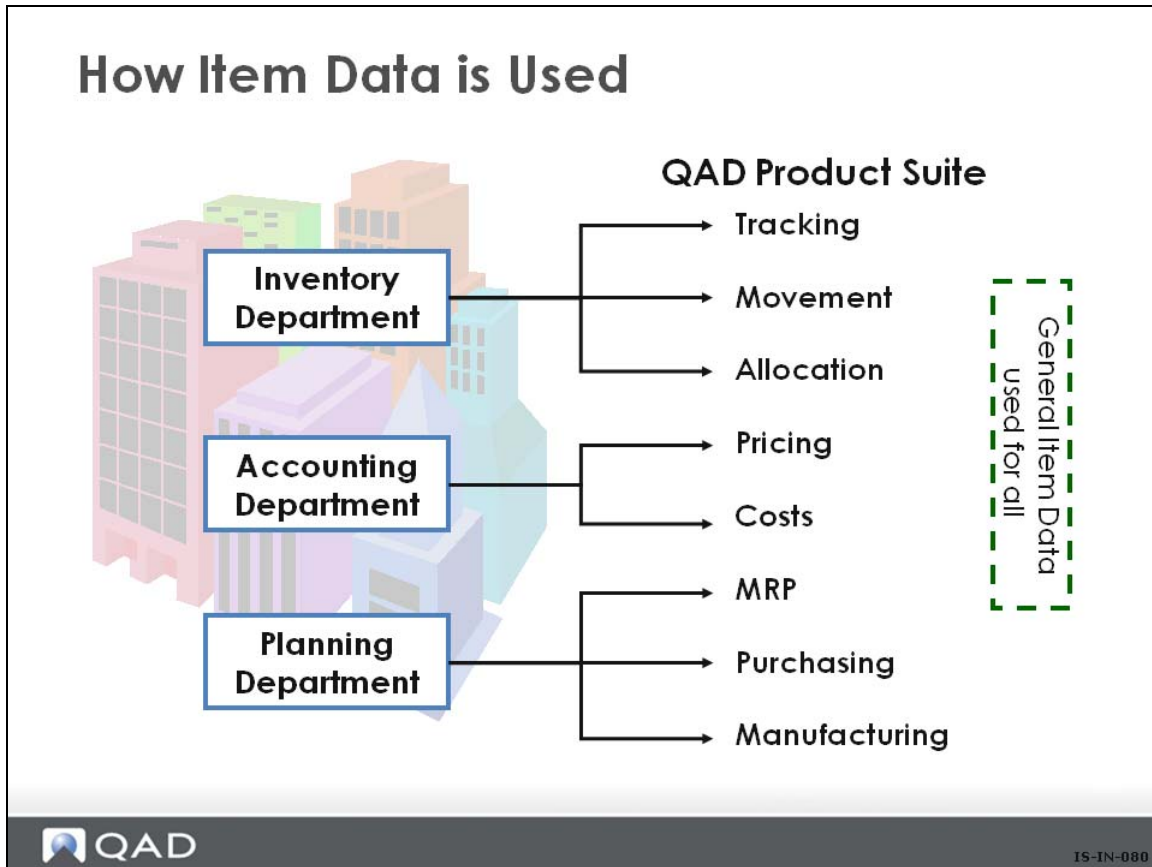 How Item Data is Used
QAD Product Suite
Inventory
Department
Tracking
Movement
Allocation
Accounting
Department
Pricing
Costs
Planning
Department
MRP
Purchasing
Manufacturing
General Item Data
used for all
QAD
IS-IN-080